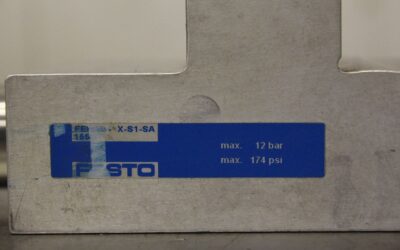 X-S1-SA
FESTO
max. 12 bar
max. 174 psi